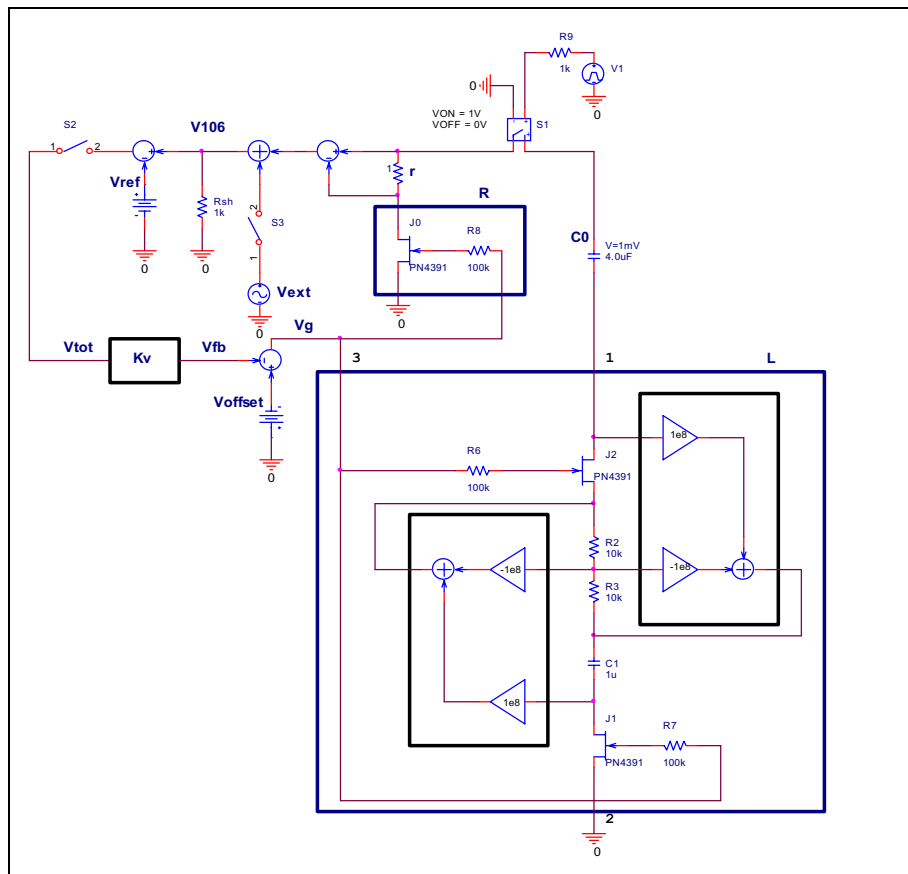 R9
1k
V1
0
0
VON = 1V
VOFF = 0V
S1
S2
1
2
V106
Vref
Rsh
1k
0
0
2
S3
1
Vext
0
1
r
R
J0
R8
PN4391
100k
0
C0
V=1mV
4.0uF
Vtot
Kv
Vfb
Vg
Voffset
0
3
1
L
1e8
R6
100k
J2
PN4391
R2
10k
-1e8
-1e8
R3
10k
C1
1u
1e8
J1
R7
PN4391
100k
2
0